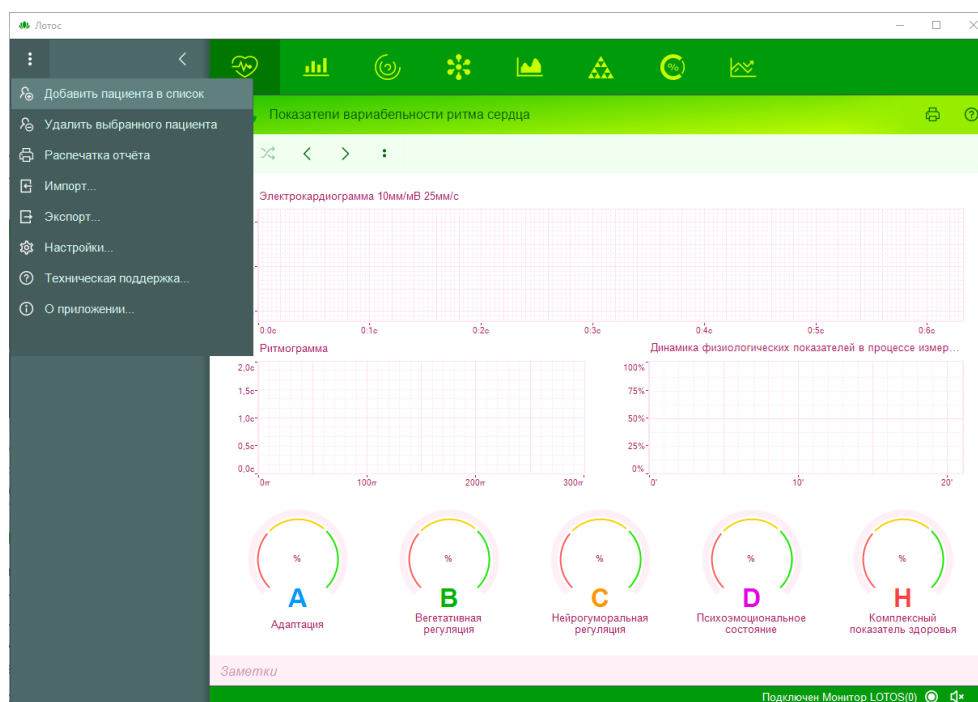 Лотос
Добавить пациента в список
Удалить выбранного пациента
Распечатка отчёта
Импорт...
Экспорт...
Настройки...
Техническая поддержка...
О приложении...
%
Показатели вариабельности ритма сердца
Электрокардиограмма 10мм/мВ 25мм/с
0:0с 0:1с 0:2с 0:3с 0:4с 0:5с 0:6с
Ритмограмма
2,0с
1,5с
1,0с
0,5с
0,0с
0rr 100rr 200rr 300rr
Динамика физиологических показателей в процессе измер...
100%
75%
50%
25%
0%
0' 10' 20'
% % % % %
A B C D H
Адаптация
Вегетативная
регуляция
Нейрогуморальная
регуляция
Психоэмоциональное
состояние
Комплексный
показатель здоровья
Заметки
Подключен Монитор LOTOS(0)